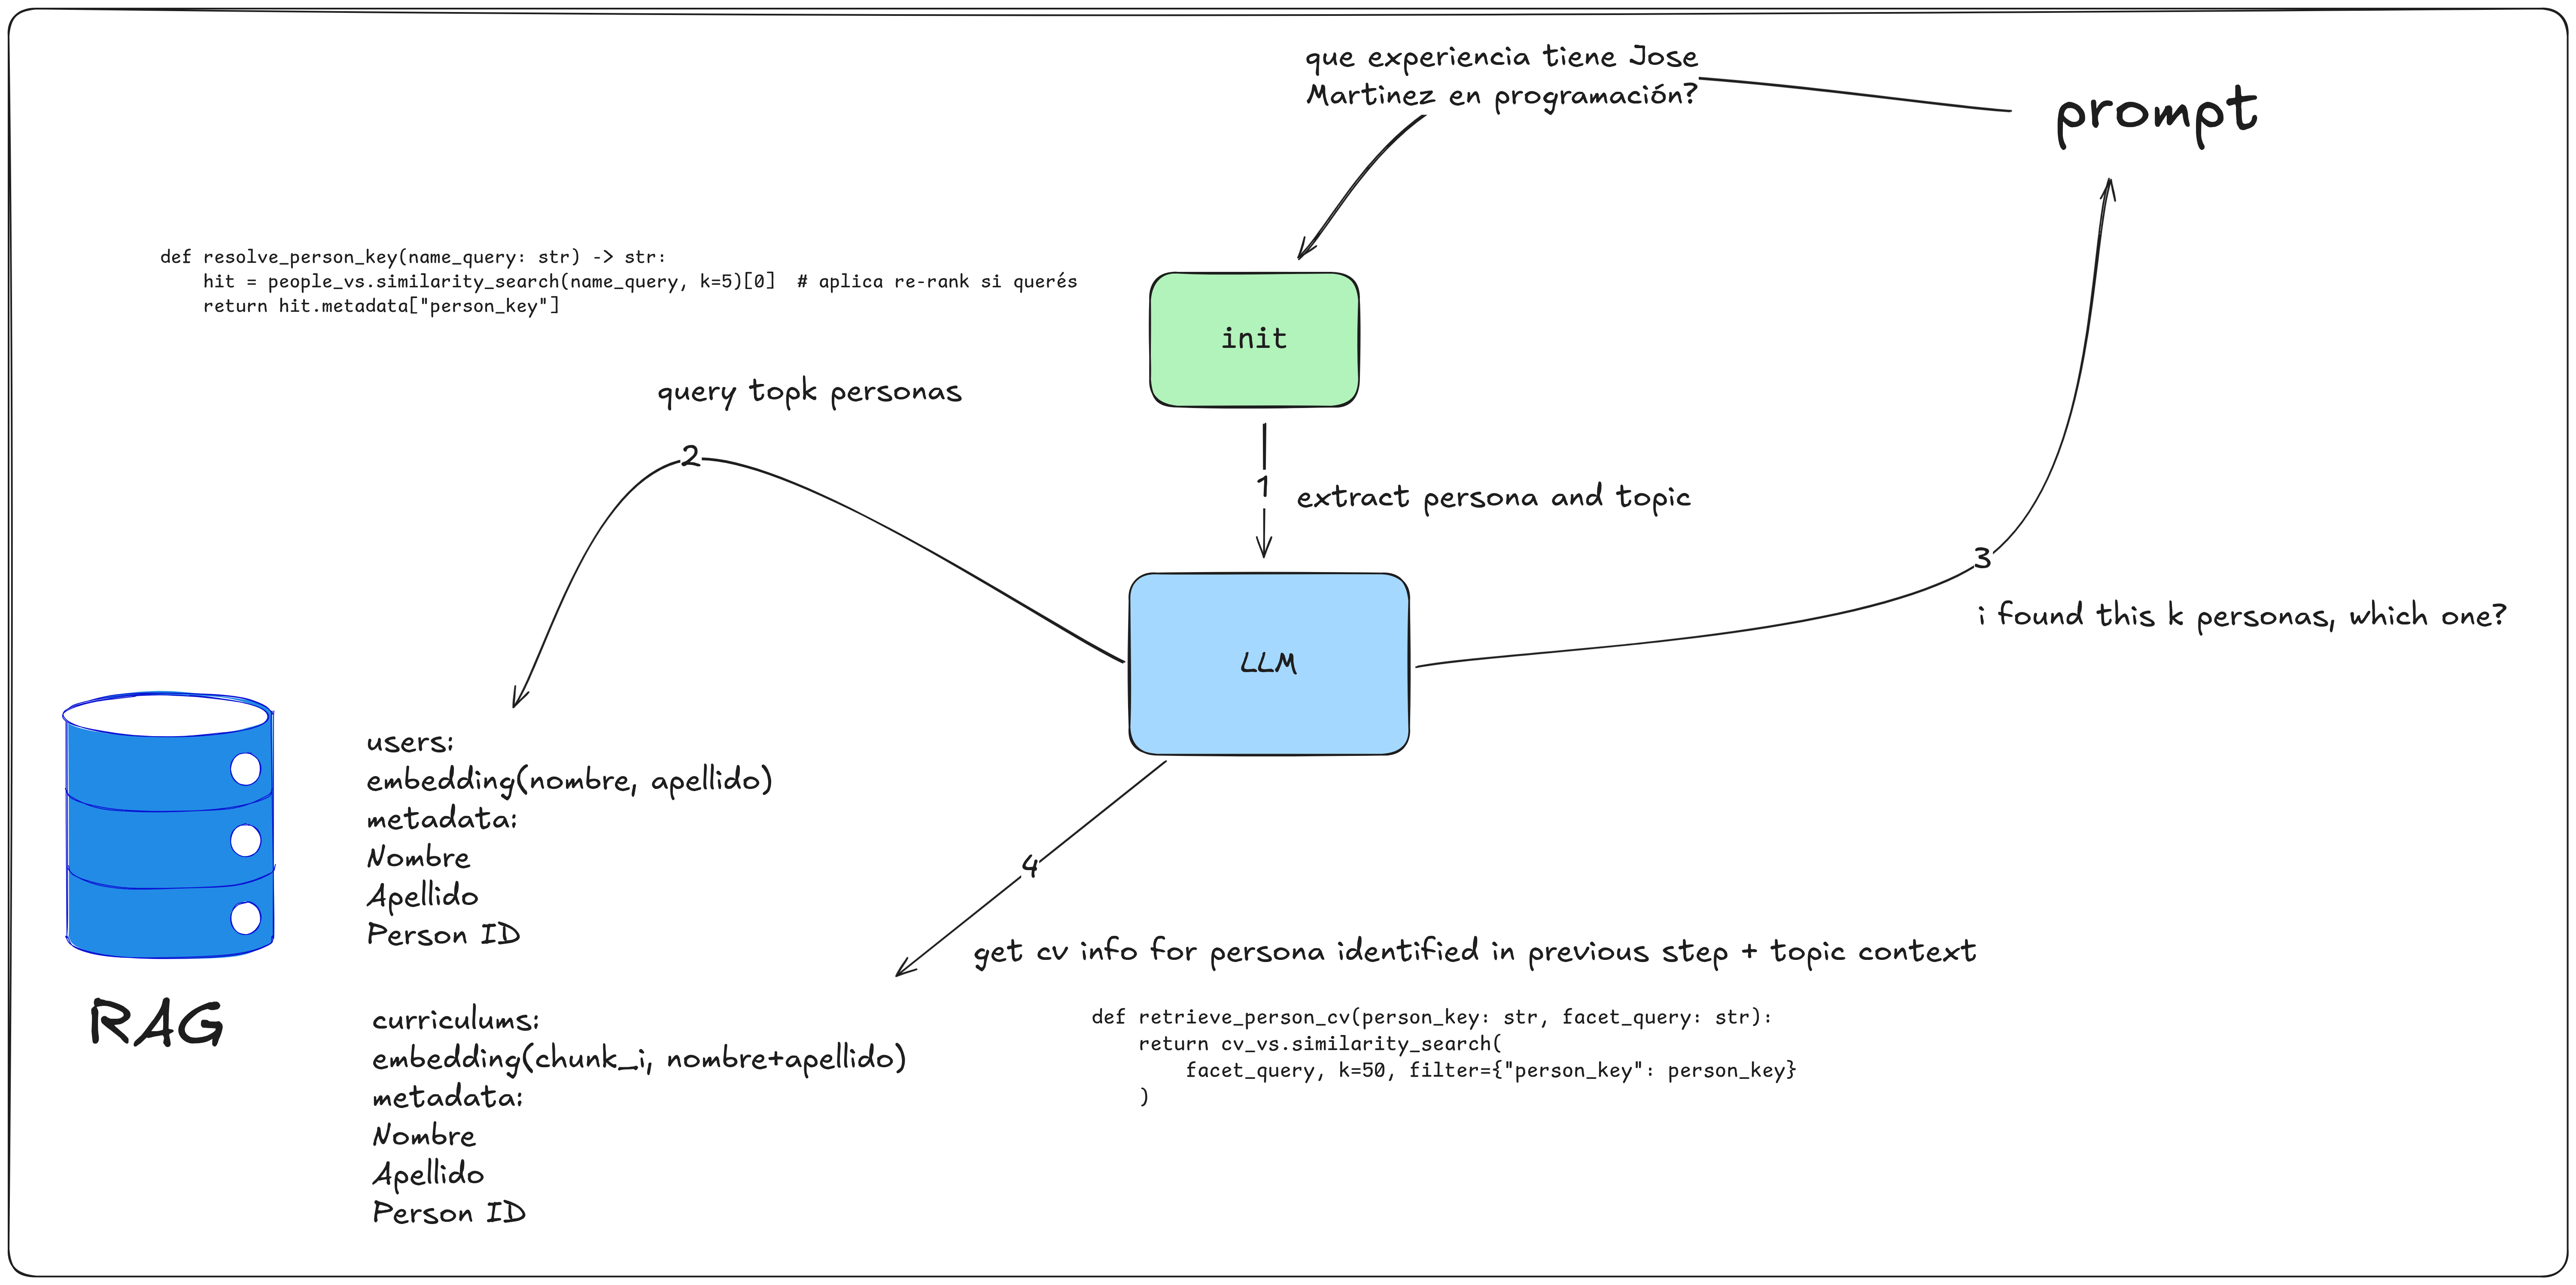 que experiencia tiene Jose
Martinez en programación?
prompt
def resolve_person_key(name_query: str) -> str:
    hit = people_vs.similarity_search(name_query, k=5)[0]  # aplica re-rank si querés
    return hit.metadata["person_key"]
init
query topk personas
2
1
extract persona and topic
3
i found this k personas, which one?
LLM
users:
embedding(nombre, apellido)
metadata:
Nombre
Apellido
Person ID
4
get cv info for persona identified in previous step + topic context
RAG
curriculums:
embedding(chunk_i, nombre+apellido)
metadata:
Nombre
Apellido
Person ID
def retrieve_person_cv(person_key: str, facet_query: str):
    return cv_vs.similarity_search(
        facet_query, k=50, filter={"person_key": person_key}
    )